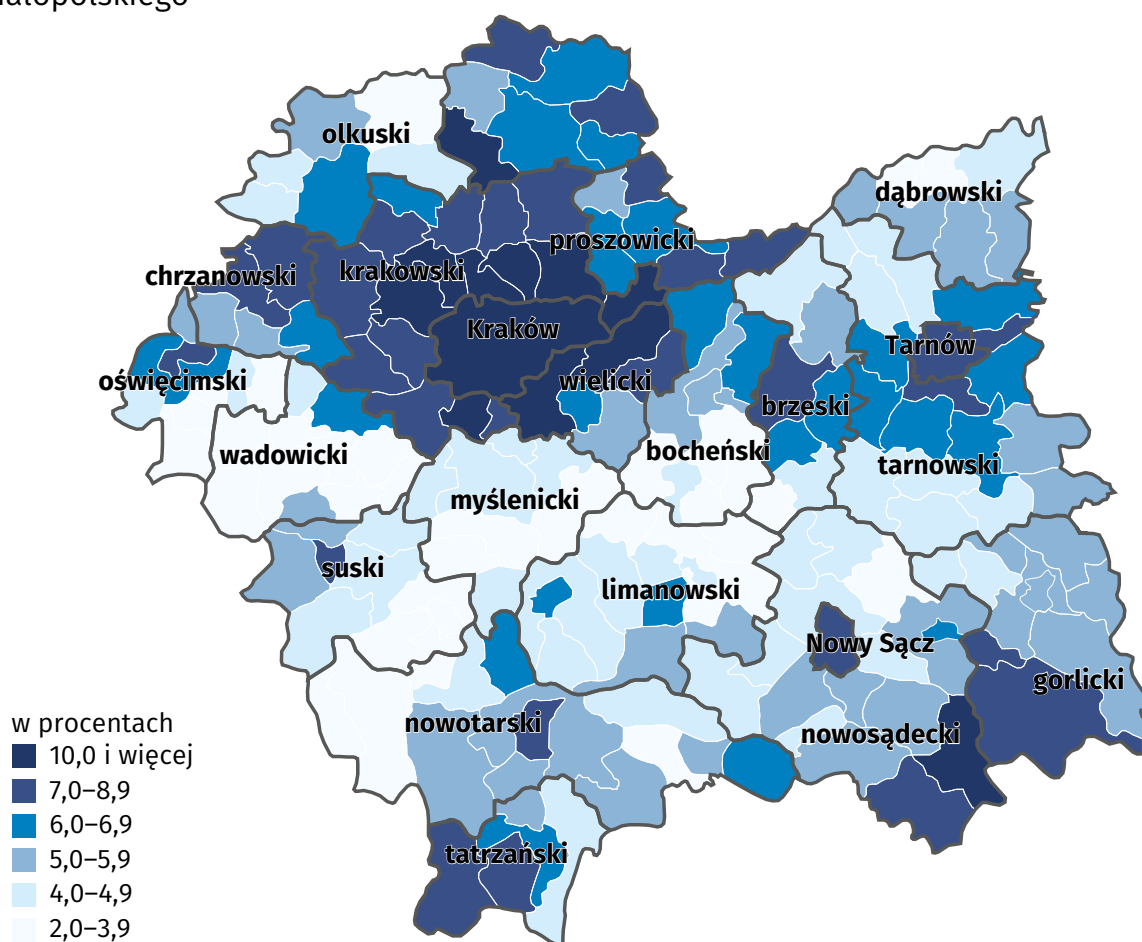 olkuski
dąbrowski
proszowicki
chrzanowski
krakowski
Kraków
Tarnów
oświęcimski
wielicki
brzeski
wadowicki
bocheński
tarnowski
myślenicki
suski
limanowski
Nowy Sącz
gorlicki
nowotarski
nowosądecki
tatrzański
w procentach
10,0 i więcej
7,0–8,9
6,0–6,9
5,0–5,9
4,0–4,9
2,0–3,9